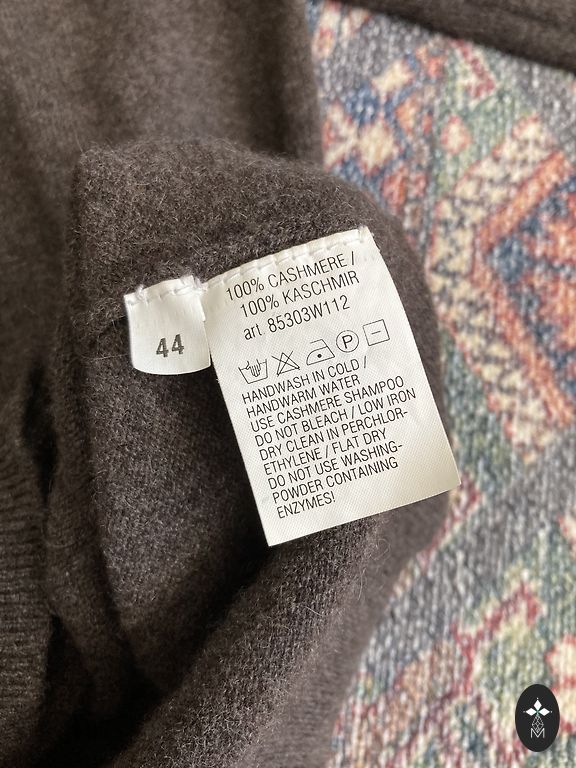 44
100% CASHMERE /
100% KASCHMIR
art. 85303W112
P
HANDWASH IN COLD /
HANDWARM WATER
USE CASHMERE SHAMPOO
DO NOT BLEACH / LOW IRON
DRY CLEAN IN PERCHLOR-
ETHYLENE / FLAT DRY
DO NOT USE WASHING-
POWDER CONTAINING
ENZYMES!
M